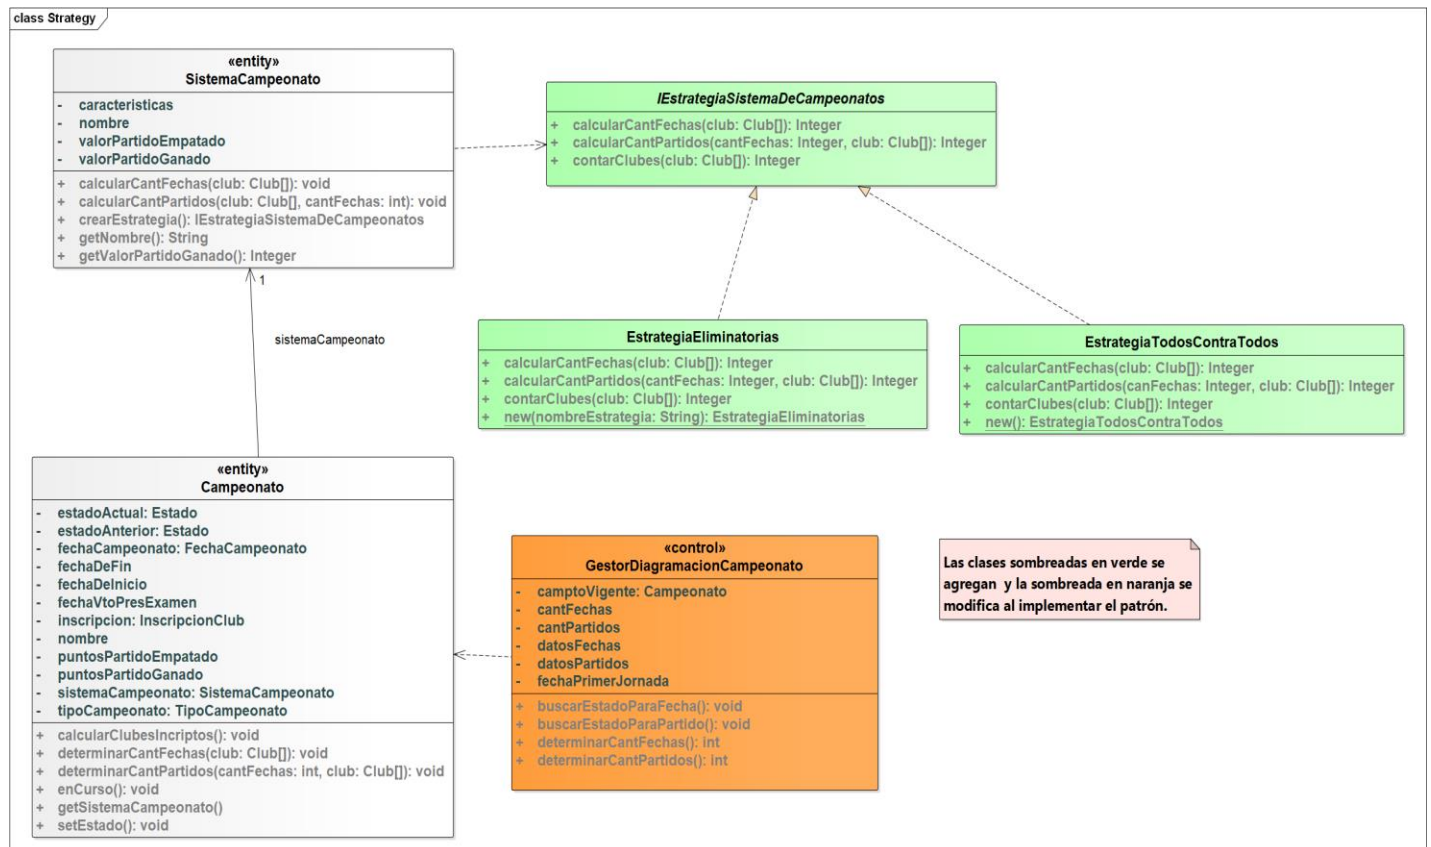 class Strategy
«entity»
SistemaCampeonato
- caracteristicas
- nombre
- valorPartidoEmpatado
- valorPartidoGanado
+ calcularCantFechas(club: Club[]): void
+ calcularCantPartidos(club: Club[], cantFechas: int): void
+ crearEstrategia(): IEstrategiaSistemaDeCampeonatos
+ getNombre(): String
+ getValorPartidoGanado(): Integer
IEstrategiaSistemaDeCampeonatos
+ calcularCantFechas(club: Club[]): Integer
+ calcularCantPartidos(cantFechas: Integer, club: Club[]): Integer
+ contarClubes(club: Club[]): Integer
1
sistemaCampeonato
EstrategiaEliminatorias
+ calcularCantFechas(club: Club[]): Integer
+ calcularCantPartidos(cantFechas: Integer, club: Club[]): Integer
+ contarClubes(club: Club[]): Integer
+ new(nombreEstrategia: String): EstrategiaEliminatorias
EstrategiaTodosContraTodos
+ calcularCantFechas(club: Club[]): Integer
+ calcularCantPartidos(canFechas: Integer, club: Club[]): Integer
+ contarClubes(club: Club[]): Integer
+ new(): EstrategiaTodosContraTodos
«entity»
Campeonato
- estadoActual: Estado
- estadoAnterior: Estado
- fechaCampeonato: FechaCampeonato
- fechaDeFin
- fechaDeInicio
- fechaVtoPresExamen
- inscripcion: InscripcionClub
- nombre
- puntosPartidoEmpatado
- puntosPartidoGanado
- sistemaCampeonato: SistemaCampeonato
- tipoCampeonato: TipoCampeonato
+ calcularClubesIncriptos(): void
+ determinarCantFechas(club: Club[]): void
+ determinarCantPartidos(cantFechas: int, club: Club[]): void
+ enCurso(): void
+ getSistemaCampeonato()
+ setEstado(): void
«control»
GestorDiagramacionCampeonato
- camptoVigente: Campeonato
- cantFechas
- cantPartidos
- datosFechas
- datosPartidos
- fechaPrimerJornada
+ buscarEstadoParaFecha(): void
+ buscarEstadoParaPartido(): void
+ determinarCantFechas(): int
+ determinarCantPartidos(): int
Las clases sombreadas en verde se
agregan y la sombreada en naranja se
modifica al implementar el patrón.